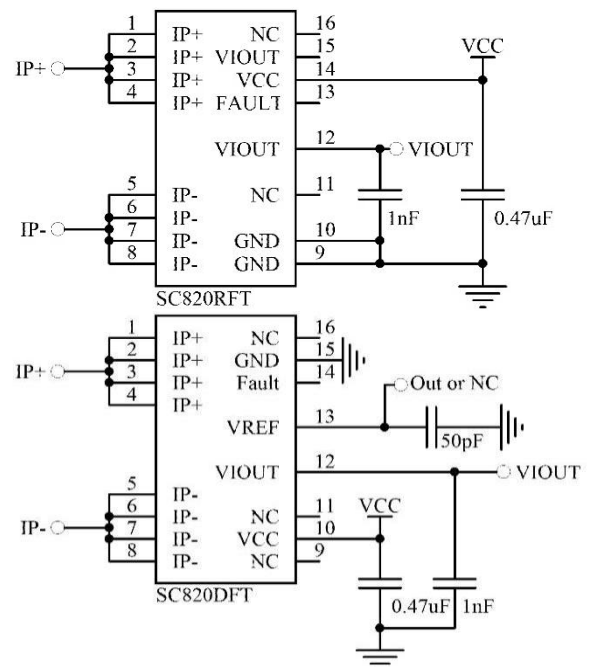 1 IP+ NC 16
2 IP+ VIOUT 15
IP+ 3 IP+ VCC 14 VCC
4 IP+ FAULT 13
VIOUT 12 VIOUT
5 IP- NC 11
6 IP- 1nF 0.47uF
IP- 7 IP- GND 10
8 IP- GND 9
SC820RFT
1 IP+ NC 16
2 IP+ GND 15
IP+ 3 IP+ Fault 14 Out or NC
4 IP+
VREF 13 50pF
VIOUT 12 VIOUT
5 IP-
6 IP- NC 11 VCC
IP- 7 IP- VCC 10
8 IP- NC 9
SC820DFT 0.47uF 1nF